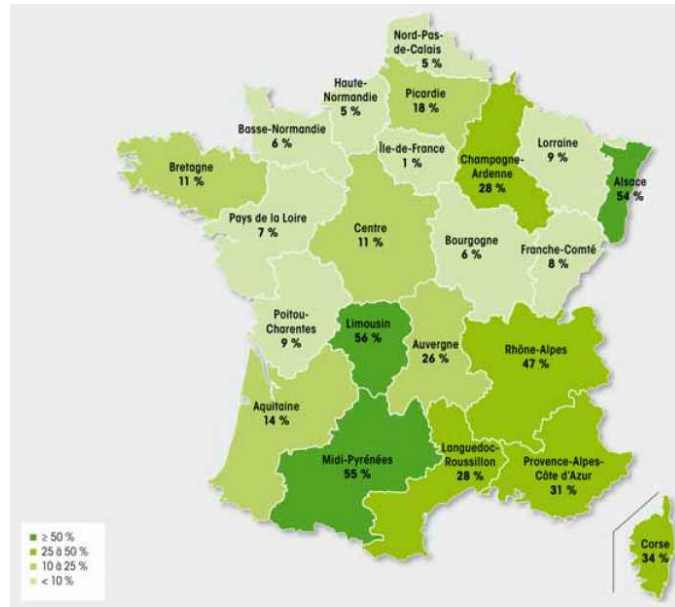 Nord-Pas-
de-Calais
5 %
Haute-
Normandie
5 %
Picardie
18 %
Basse-Normandie
6 %
Île-de-France
1 %
Champagne-
Ardenne
28 %
Lorraine
9 %
Alsace
54 %
Bretagne
11 %
Pays de la Loire
7 %
Centre
11 %
Bourgogne
6 %
Franche-Comté
8 %
Poitou-
Charentes
9 %
Limousin
56 %
Auvergne
26 %
Rhône-Alpes
47 %
Aquitaine
14 %
Midi-Pyrénées
55 %
Languedoc-
Roussillon
28 %
Provence-Alpes-
Côte d'Azur
31 %
Corse
34 %
≥ 50 %
25 à 50 %
10 à 25 %
< 10 %